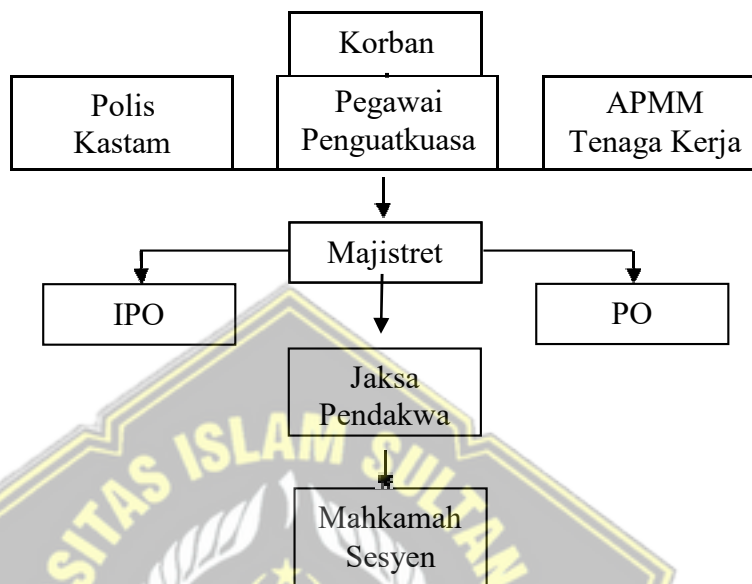 Korban
Polis
Kastam
Pegawai
Penguatkuasa
APMM
Tenaga Kerja
Majistret
IPO
PO
Jaksa
Pendakwa
Mahkamah
Sesyen
SITAS ISLAM SULTAN